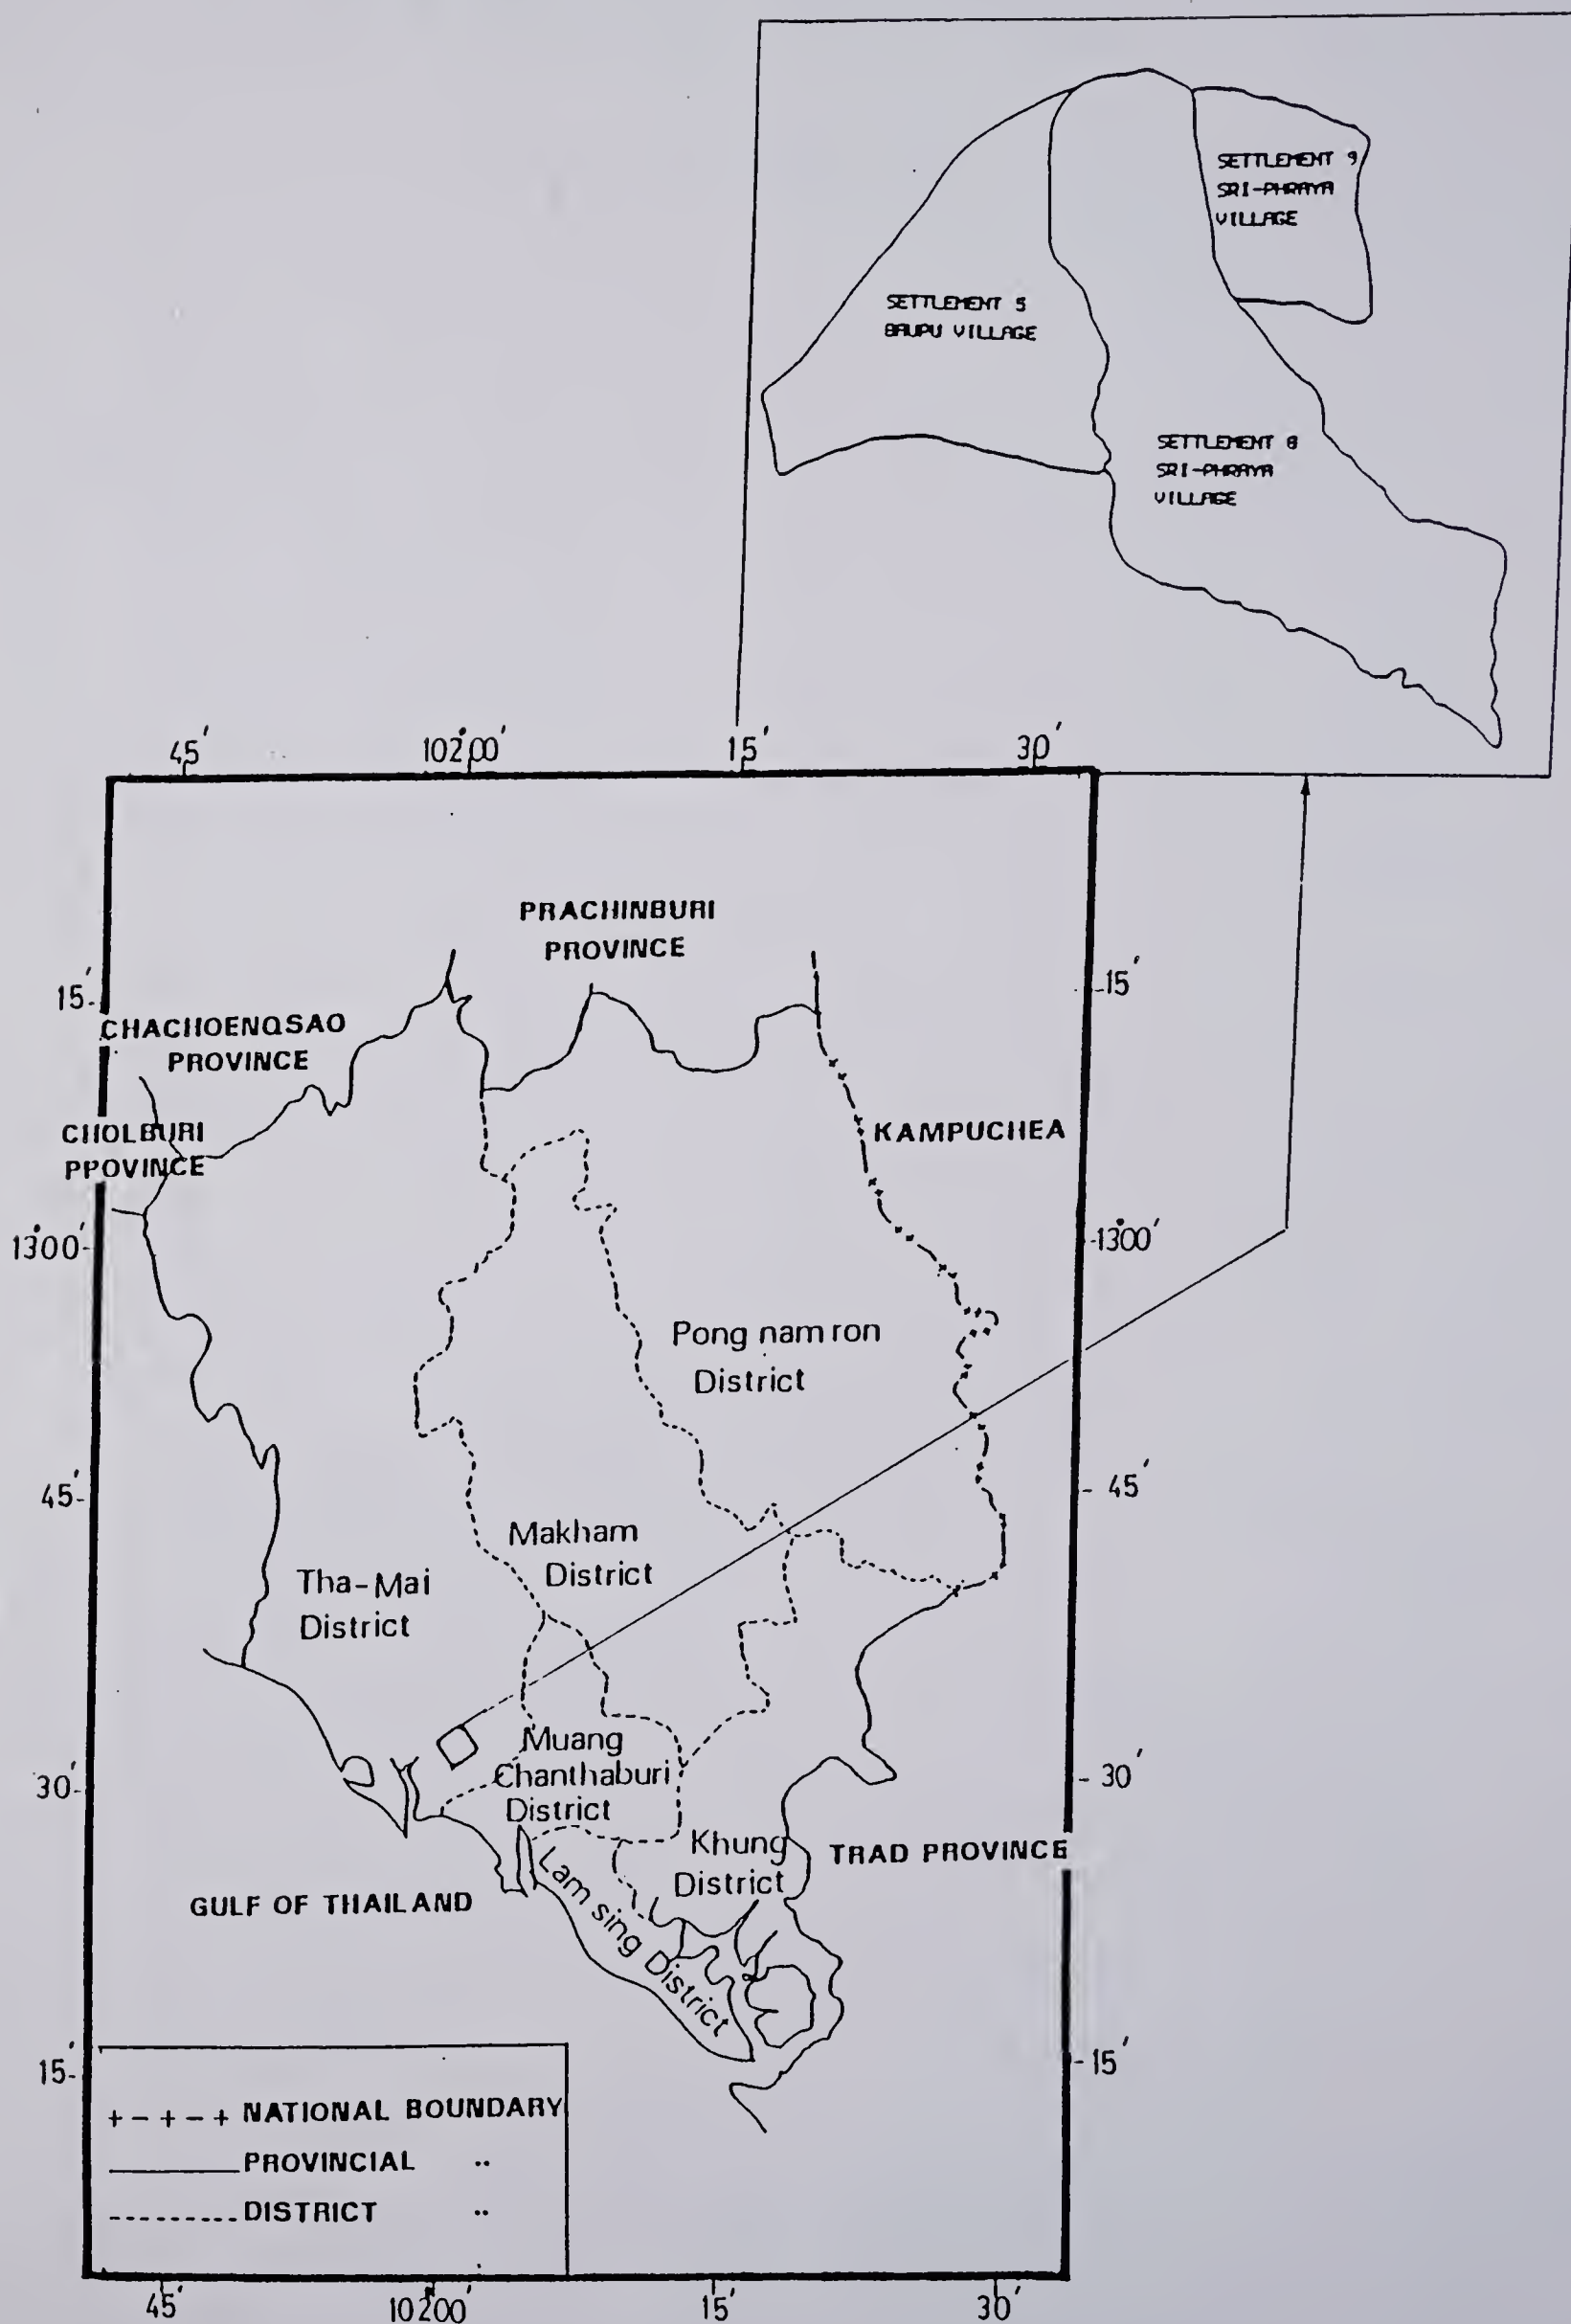 SETTLEMENT 9
SRI-PHRAYA
VILLAGE
SETTLEMENT 5
BAUPU VILLAGE
SETTLEMENT 8
SRI-PHRAYA
VILLAGE
45′
102°00′
15′
30′
PRACHINBURI
PROVINCE
15′
15′
CHACHOENQSAO
PROVINCE
CHOLBURI
PPOVINCE
KAMPUCHEA
13°00′
13°00′
Pong nam ron
District
45′
45′
Makham
District
Tha-Mai
District
Muang
Chanthaburi
District
30′
30′
Khung
District
TRAD PROVINCE
GULF OF THAILAND
Lam sing District
15′
15′
+-+-+ NATIONAL BOUNDARY
PROVINCIAL "
DISTRICT "
45′
10200′
15′
30′